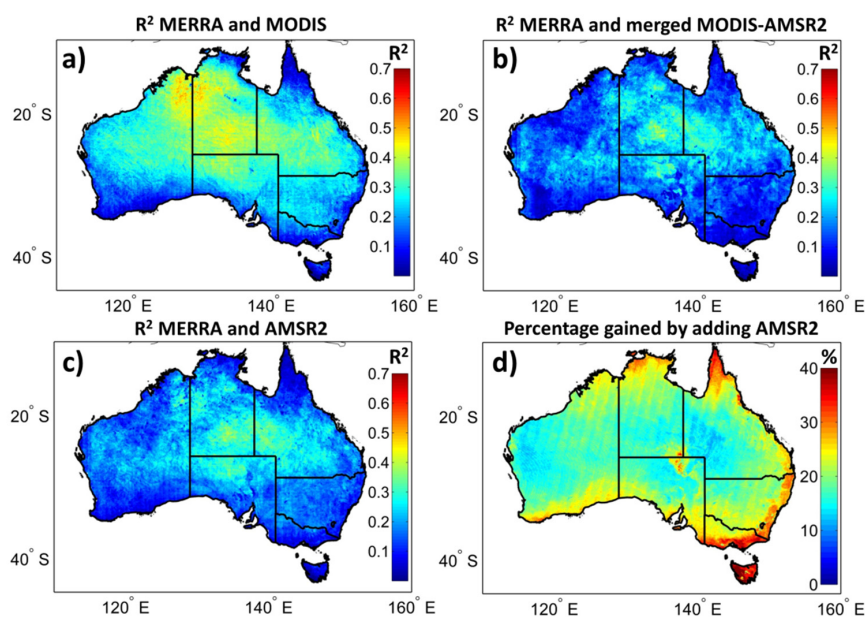 R² MERRA and MODIS
a)
R²
0.7
0.6
0.5
0.4
0.3
0.2
0.1
20° S
40° S
120° E
140° E
160° E
R² MERRA and merged MODIS-AMSR2
b)
R²
0.7
0.6
0.5
0.4
0.3
0.2
0.1
20° S
40° S
120° E
140° E
160° E
R² MERRA and AMSR2
c)
R²
0.7
0.6
0.5
0.4
0.3
0.2
0.1
20° S
40° S
120° E
140° E
160° E
Percentage gained by adding AMSR2
d)
%
40
30
20
10
0
20° S
40° S
120° E
140° E
160° E